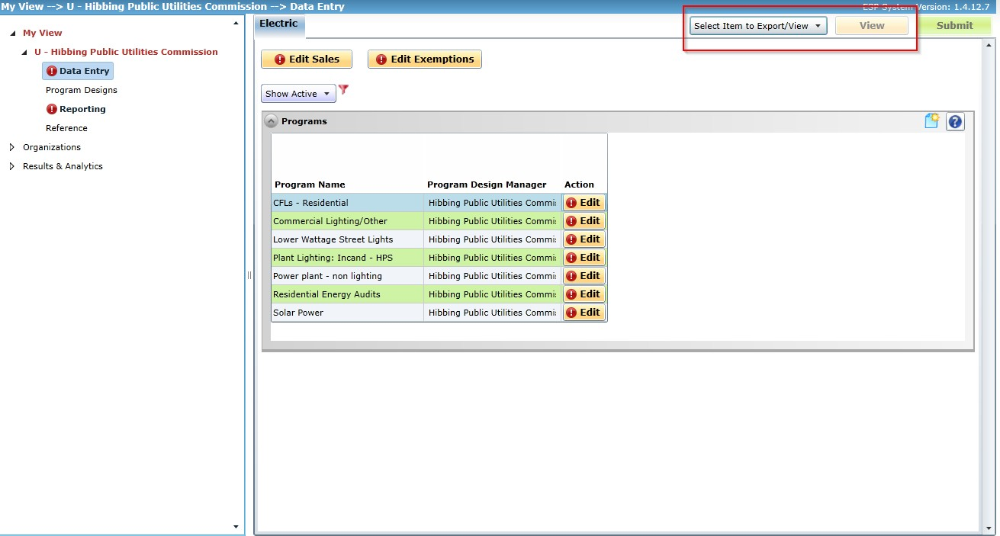 My View --> U - Hibbing Public Utilities Commission --> Data Entry
ESP System Version: 1.4.12.7
My View
U - Hibbing Public Utilities Commission
Data Entry
Program Designs
Reporting
Reference
Organizations
Results & Analytics
Electric
Select Item to Export/View
View
Submit
Edit Sales
Edit Exemptions
Show Active
Programs
Program Name Program Design Manager Action
CFLs - Residential Hibbing Public Utilities Commi Edit
Commercial Lighting/Other Hibbing Public Utilities Commi Edit
Lower Wattage Street Lights Hibbing Public Utilities Commi Edit
Plant Lighting: Incand - HPS Hibbing Public Utilities Commi Edit
Power plant - non lighting Hibbing Public Utilities Commi Edit
Residential Energy Audits Hibbing Public Utilities Commi Edit
Solar Power Hibbing Public Utilities Commi Edit